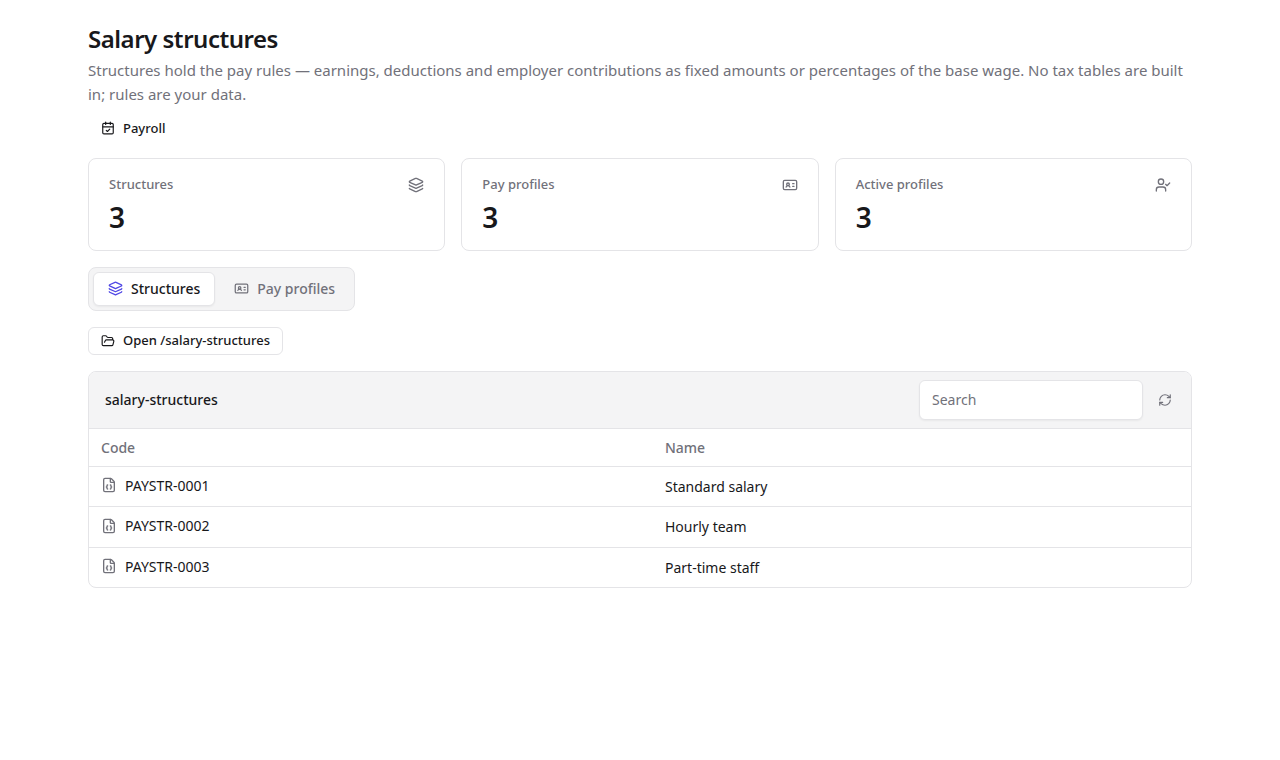 Salary structures
Structures hold the pay rules — earnings, deductions and employer contributions as fixed amounts or percentages of the base wage. No tax tables are built
in; rules are your data.
Payroll
Structures
3
Pay profiles
3
Active profiles
3
Structures
Pay profiles
Open /salary-structures
salary-structures
Search
Code
Name
PAYSTR-0001
Standard salary
PAYSTR-0002
Hourly team
PAYSTR-0003
Part-time staff